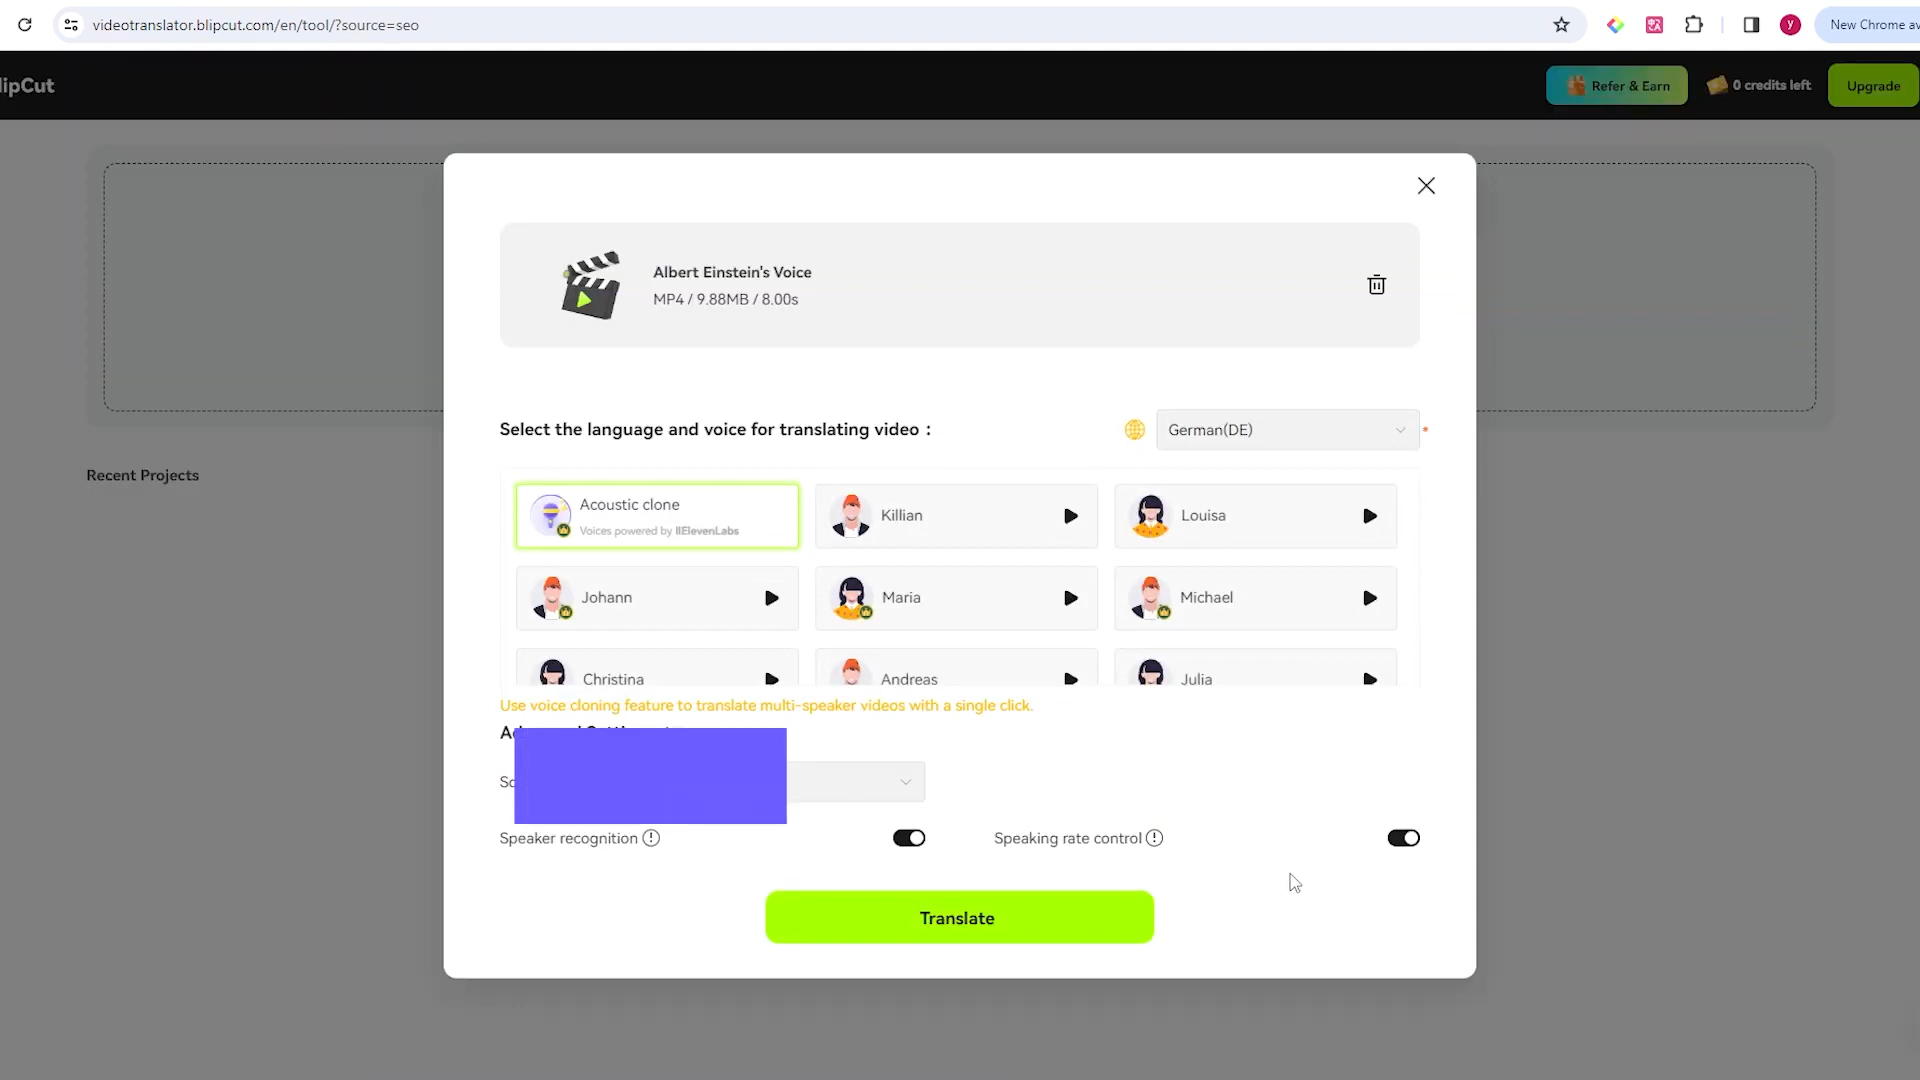 videotranslator.blipcut.com/en/tool/?source=seo
y
New Chrome av
lipCut
Refer & Earn
0 credits left
Upgrade
Albert Einstein's Voice
MP4 / 9.88MB / 8.00s
Select the language and voice for translating video :
German(DE)
*
Recent Projects
Acoustic clone
Voices powered by IIElevenLabs
Killian
Louisa
Johann
Maria
Michael
Christina
Andreas
Julia
Use voice cloning feature to translate multi-speaker videos with a single click.
Speaker recognition
Speaking rate control
Translate